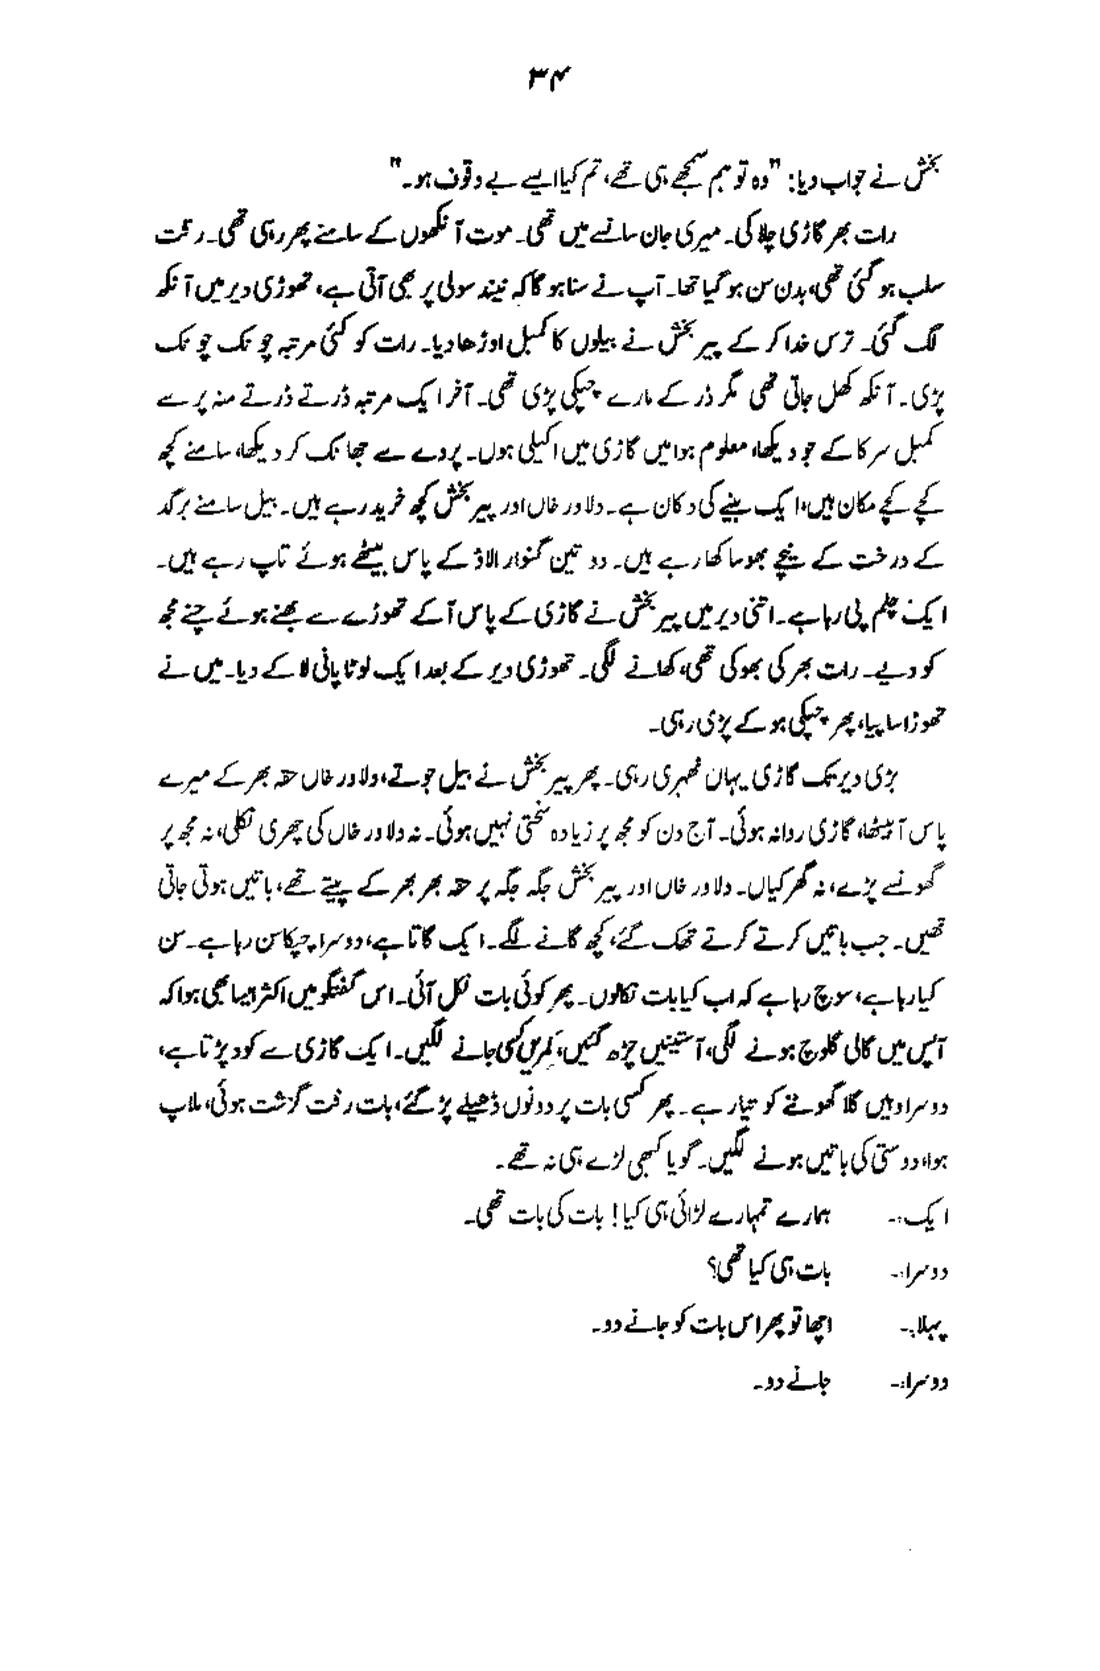 ۳۴
بخش نے جواب دیا: "وہ تو ہم سمجھے ہی تھے، تم کیا ایسے بے وقوف ہو۔"
رات بھر گاڑی چلا کی۔ میری جان سانسے میں تھی۔ موت آنکھوں کے سامنے پھر رہی تھی۔ رقت
سلب ہو گئی تھی، بدن سن ہو گیا تھا۔ آپ نے سنا ہو گا کہ نیند سولی پر بھی آتی ہے، تھوڑی دیر میں آنکھ
لگ گئی۔ ترس خدا کر کے پیر بخش نے بیلوں کا کمبل اوڑھا دیا۔ رات کو کئی مرتبہ چونک چونک
پڑی۔ آنکھ کھل جاتی تھی مگر ڈر کے مارے چپکی پڑی تھی۔ آخر ایک مرتبہ ڈرتے ڈرتے منہ پر سے
کمبل سرکا کے جو دیکھا، معلوم ہوا میں گاڑی میں اکیلی ہوں۔ پردے سے جھانک کر دیکھا، سامنے کچھ
کچے کچے مکان ہیں، ایک بنیے کی دکان ہے۔ دلاور خاں اور پیر بخش کچھ خرید رہے ہیں۔ بیل سامنے برگد
کے درخت کے نیچے بھوسا کھا رہے ہیں۔ دو تین گنوار الاؤ کے پاس بیٹھے ہوئے تاپ رہے ہیں۔
ایک چلم پی رہا ہے۔ اتنی دیر میں پیر بخش نے گاڑی کے پاس آ کے تھوڑے سے بھنے ہوئے چنے مجھ
کو دیے۔ رات بھر کی بھوکی تھی، کھانے لگی۔ تھوڑی دیر کے بعد ایک لوٹا پانی لا کے دیا۔ میں نے
تھوڑا سا پیا، پھر چپکی ہو کے پڑی رہی۔
بڑی دیر تک گاڑی یہاں ٹھہری رہی۔ پھر پیر بخش نے بیل جوتے، دلاور خاں حقہ بھر کے میرے
پاس آ بیٹھا، گاڑی روانہ ہوئی۔ آج دن کو مجھ پر زیادہ سختی نہیں ہوئی۔ نہ دلاور خاں کی چھری نکلی، نہ مجھ پر
گھونسے پڑے، نہ گھرکیاں۔ دلاور خاں اور پیر بخش جگہ جگہ پر حقہ بھر بھر کے پیتے تھے، باتیں ہوتی جاتی
تھیں۔ جب باتیں کرتے کرتے تھک گئے، کچھ گانے لگے۔ ایک گاتا ہے، دوسرا چپکا سن رہا ہے۔ سن
کیا رہا ہے، سوچ رہا ہے کہ اب کیا بات نکالوں۔ پھر کوئی بات نکل آئی۔ اس گفتگو میں اکثر ایسا بھی ہوا کہ
آپس میں گالی گلوچ ہونے لگی، آستینیں چڑھ گئیں، کمریں کسی جانے لگیں۔ ایک گاڑی سے کود پڑتا ہے،
دوسرا وہیں گلا گھونٹنے کو تیار ہے۔ پھر کسی بات پر دونوں ڈھیلے پڑ گئے، بات رفت گزشت ہوئی، ملاپ
ہوا، دوستی کی باتیں ہونے لگیں۔ گویا کبھی لڑے ہی نہ تھے۔
ایک:۔ ہمارے تمہارے لڑائی ہی کیا! بات کی بات تھی۔
دوسرا:۔ بات ہی کیا تھی؟
پہلا:۔ اچھا تو پھر اس بات کو جانے دو۔
دوسرا:۔ جانے دو۔